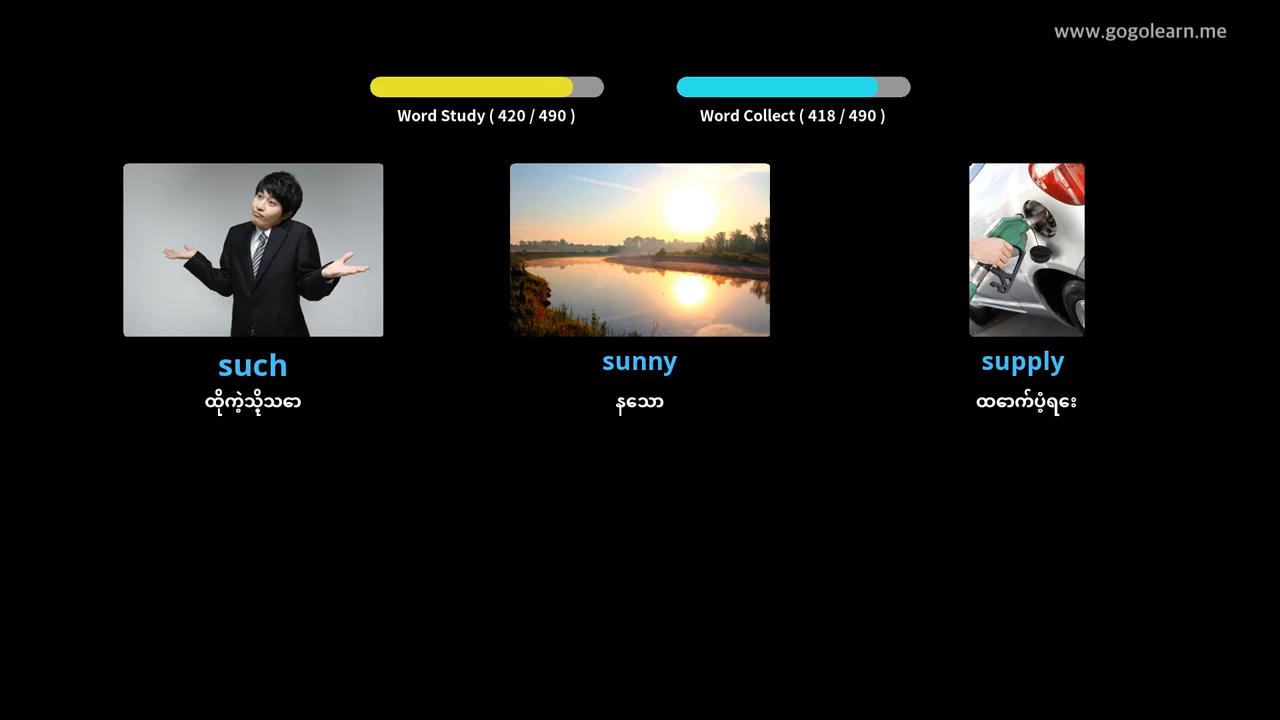 www.gogolearn.me
Word Study ( 420 / 490 )
Word Collect ( 418 / 490 )
such
sunny
supply
ထိုကဲ့သို့သော
နသော
ထောက်ပံ့ရေး